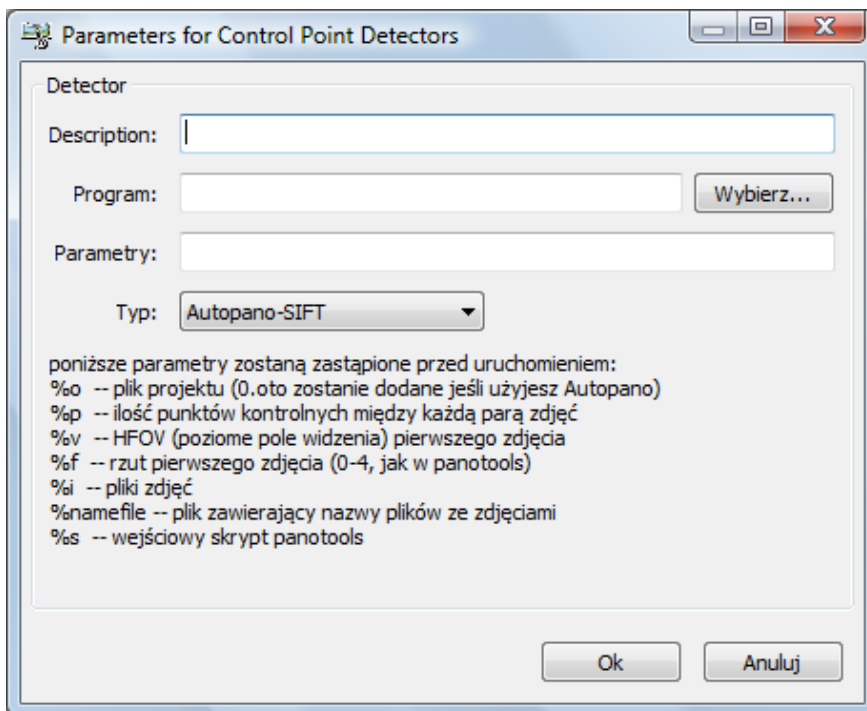 Parameters for Control Point Detectors
Detector
Description:
Program:
Wybierz...
Parametry:
Typ:
Autopano-SIFT
poniższe parametry zostaną zastąpione przed uruchomieniem:
%o -- plik projektu (0.oto zostanie dodane jeśli użyjesz Autopano)
%p -- ilość punktów kontrolnych między każdą parą zdjęć
%v -- HFOV (poziome pole widzenia) pierwszego zdjęcia
%f -- rzut pierwszego zdjęcia (0-4, jak w panotools)
%i -- pliki zdjęć
%namefile -- plik zawierający nazwy plików ze zdjęciami
%s -- wejściowy skrypt panotools
Ok
Anuluj